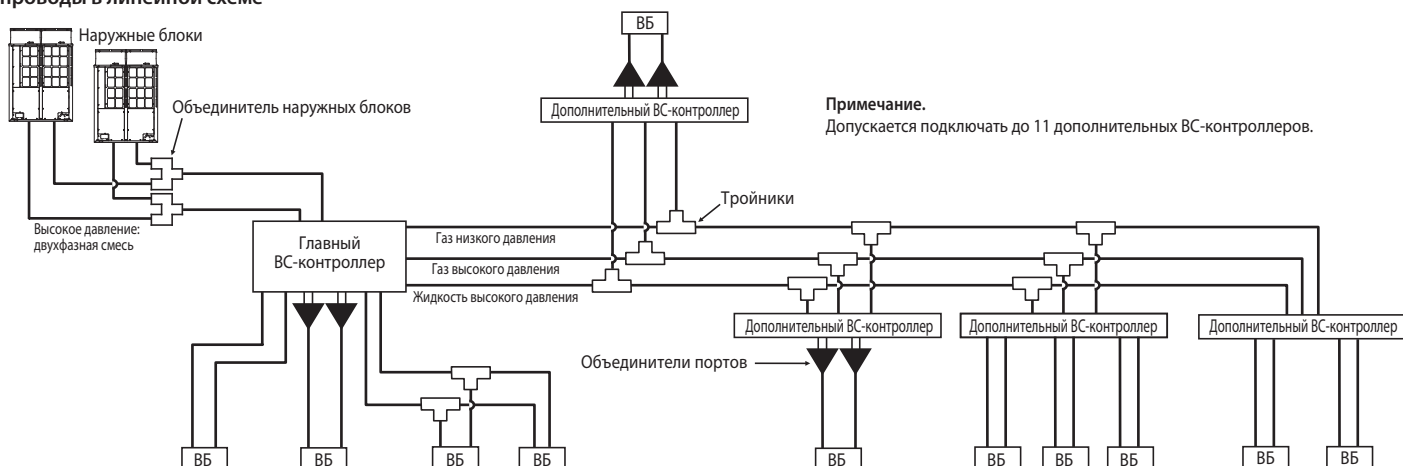 проводы в линейной схеме
Наружные блоки
Объединитель наружных блоков
Высокое давление:
двухфазная смесь
ВБ
Дополнительный ВС-контроллер
Примечание.
Допускается подключать до 11 дополнительных ВС-контроллеров.
Тройники
Главный
ВС-контроллер
Газ низкого давления
Газ высокого давления
Жидкость высокого давления
Дополнительный ВС-контроллер
Дополнительный ВС-контроллер
Дополнительный ВС-контроллер
Объединители портов
ВБ
ВБ
ВБ
ВБ
ВБ
ВБ
ВБ
ВБ
ВБ
ВБ